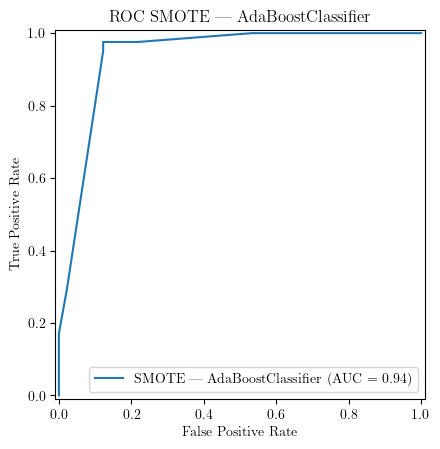 ROC SMOTE — AdaBoostClassifier
1.0
0.8
0.6
0.4
0.2
0.0
True Positive Rate
SMOTE — AdaBoostClassifier (AUC = 0.94)
0.0 0.2 0.4 0.6 0.8 1.0
False Positive Rate